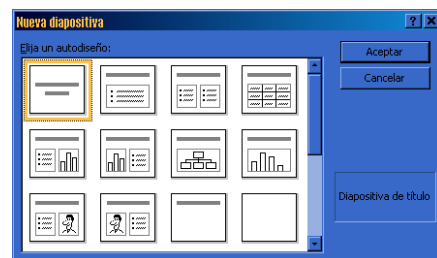 Nueva diapositiva
Elija un autodiseño:
Aceptar
Cancelar
Diapositiva de título